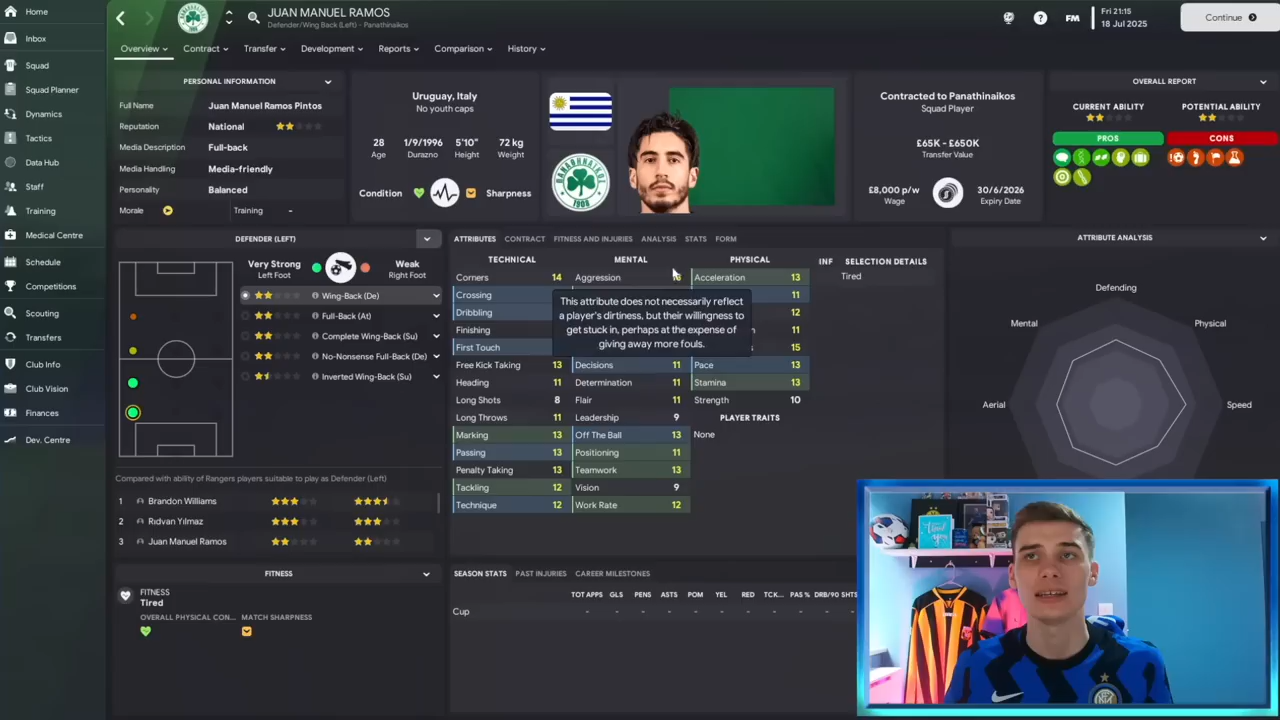 Home
Inbox
Squad
Squad Planner
Dynamics
Tactics
Data Hub
Staff
Training
Medical Centre
Schedule
Competitions
Scouting
Transfers
Club Info
Club Vision
Finances
Dev. Centre
JUAN MANUEL RAMOS
Defender/Wing Back (Left) - Panathinaikos
FM
Fri 21:15
18 Jul 2025
Continue
Overview
Contract
Transfer
Development
Reports
Comparison
History
PERSONAL INFORMATION
Full Name Juan Manuel Ramos Pintos
Reputation National
Media Description Full-back
Media Handling Media-friendly
Personality Balanced
Morale Training -
Uruguay, Italy
No youth caps
28 1/9/1996 5'10" 72 kg
Age Durazno Height Weight
Condition Sharpness
Contracted to Panathinaikos
Squad Player
£65K - £650K
Transfer Value
£8,000 p/w 30/6/2026
Wage Expiry Date
OVERALL REPORT
CURRENT ABILITY POTENTIAL ABILITY
PROS CONS
DEFENDER (LEFT)
Very Strong Weak
Left Foot Right Foot
Wing-Back (De)
Full-Back (At)
Complete Wing-Back (Su)
No-Nonsense Full-Back (De)
Inverted Wing-Back (Su)
Compared with ability of Rangers players suitable to play as Defender (Left)
1 Brandon Williams
2 Rıdvan Yılmaz
3 Juan Manuel Ramos
FITNESS
FITNESS
Tired
OVERALL PHYSICAL CON... MATCH SHARPNESS
ATTRIBUTES CONTRACT FITNESS AND INJURIES ANALYSIS STATS FORM
TECHNICAL MENTAL PHYSICAL
Corners 14 Aggression Acceleration 13
Crossing 11
Dribbling 12
Finishing 11
First Touch 15
Free Kick Taking 13 Decisions 11 Pace 13
Heading 11 Determination 11 Stamina 13
Long Shots 8 Flair 11 Strength 10
Long Throws 11 Leadership 9
Marking 13 Off The Ball 13
Passing 13 Positioning 11
Penalty Taking 13 Teamwork 13
Tackling 12 Vision 9
Technique 12 Work Rate 12
This attribute does not necessarily reflect
a player's dirtiness, but their willingness to
get stuck in, perhaps at the expense of
giving away more fouls.
PLAYER TRAITS
None
INF SELECTION DETAILS
Tired
ATTRIBUTE ANALYSIS
Defending
Mental Physical
Aerial Speed
SEASON STATS PAST INJURIES CAREER MILESTONES
TOT APPS GLS PENS ASTS POM YEL RED TCK... PAS % DRB/90 SHTS
Cup - - - - - - - - - - -